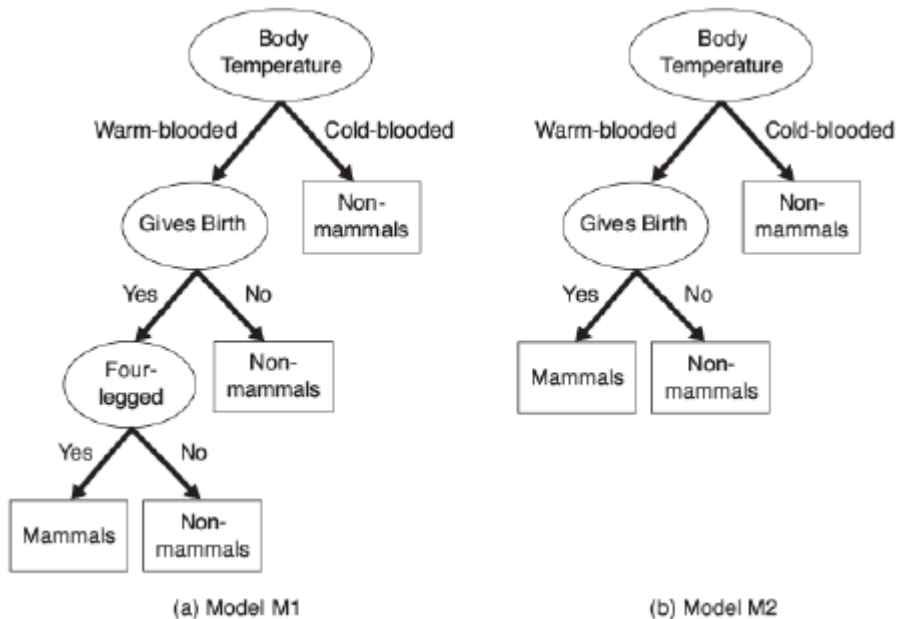 Body
Temperature
Warm-blooded
Cold-blooded
Gives Birth
Non-
mammals
Yes
No
Four-
legged
Non-
mammals
Yes
No
Mammals
Non-
mammals
(a) Model M1
Body
Temperature
Warm-blooded
Cold-blooded
Gives Birth
Non-
mammals
Yes
No
Mammals
Non-
mammals
(b) Model M2